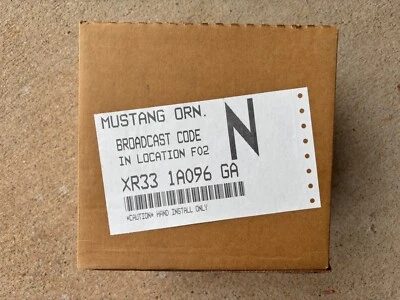 MUSTANG ORN.
BROADCAST CODE
IN LOCATION F02
N
XR33 1A096 GA
*CAUTION* HAND INSTALL ONLY